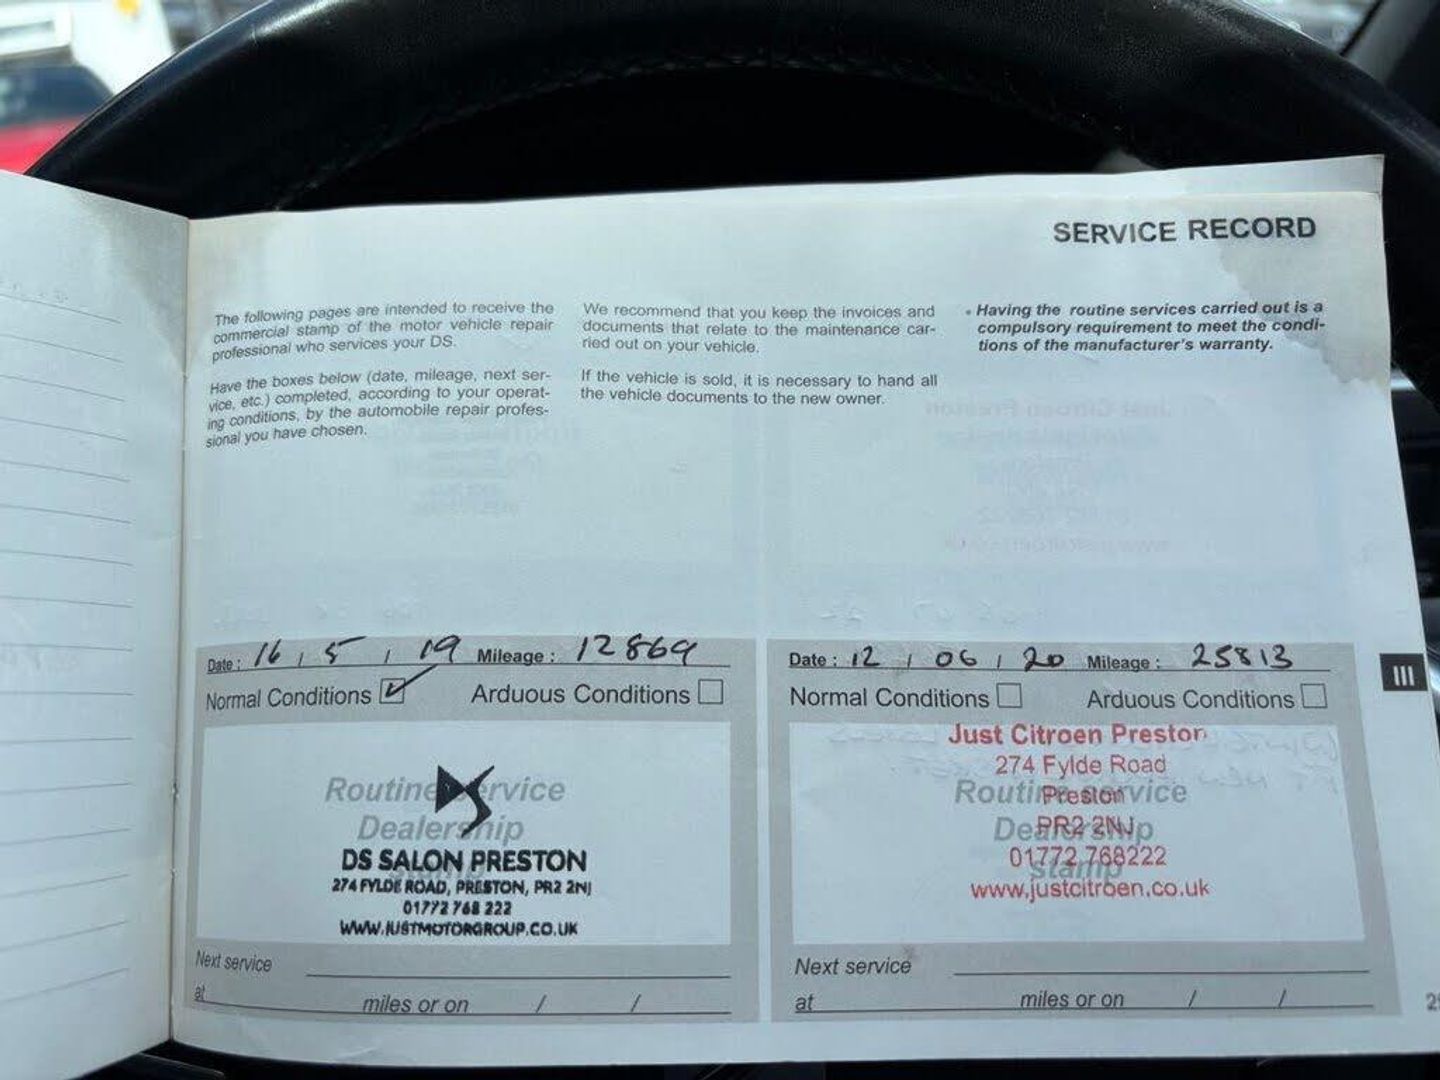 SERVICE RECORD
The following pages are intended to receive the
commercial stamp of the motor vehicle repair
professional who services your DS.
Have the boxes below (date, mileage, next ser-
vice, etc.) completed, according to your operat-
ing conditions, by the automobile repair profes-
sional you have chosen.
We recommend that you keep the invoices and
documents that relate to the maintenance car-
ried out on your vehicle.
If the vehicle is sold, it is necessary to hand all
the vehicle documents to the new owner.
• Having the routine services carried out is a
compulsory requirement to meet the condi-
tions of the manufacturer's warranty.
Date : 16 / 5 / 19 Mileage : 12869
Normal Conditions ☑ Arduous Conditions ☐
Routine service
Dealership
stamp
DS SALON PRESTON
274 FYLDE ROAD, PRESTON, PR2 2NJ
01772 768 222
WWW.JUSTMOTORGROUP.CO.UK
Next service
at miles or on / /
Date : 12 / 06 / 20 Mileage : 25813
Normal Conditions ☐ Arduous Conditions ☐
Just Citroen Preston
274 Fylde Road
Preston
PR2 2NJ
01772 768222
www.justcitroen.co.uk
Routine service
Dealership
stamp
Next service
at miles or on / /
III